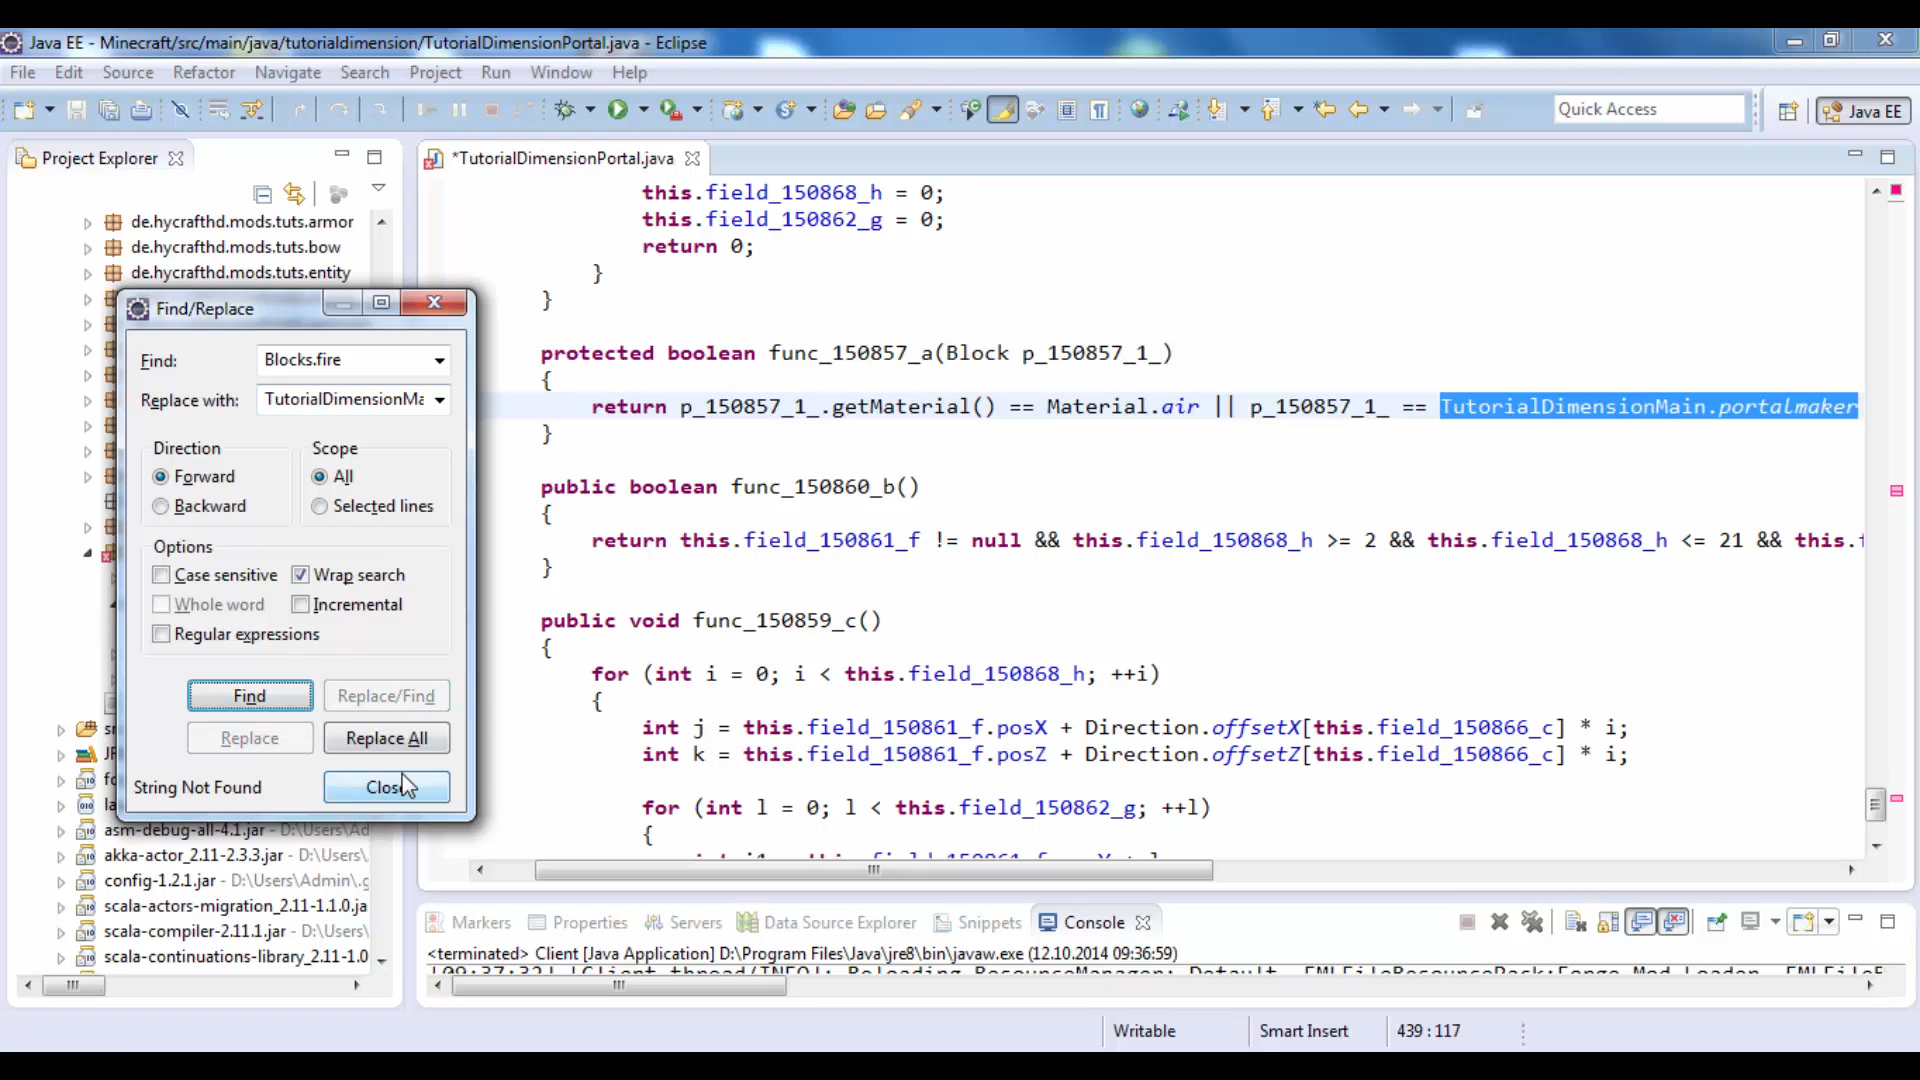 Java EE - Minecraft/src/main/java/tutorialdimension/TutorialDimensionPortal.java - Eclipse
File Edit Source Refactor Navigate Search Project Run Window Help
Quick Access
Java EE
Project Explorer
*TutorialDimensionPortal.java
de.hycrafthd.mods.tuts.armor
de.hycrafthd.mods.tuts.bow
de.hycrafthd.mods.tuts.entity
this.field_150868_h = 0;
this.field_150862_g = 0;
return 0;
}
}
protected boolean func_150857_a(Block p_150857_1_)
{
return p_150857_1_.getMaterial() == Material.air || p_150857_1_ == TutorialDimensionMain.portalmaker
}
public boolean func_150860_b()
{
return this.field_150861_f != null && this.field_150868_h >= 2 && this.field_150868_h <= 21 && this.
}
public void func_150859_c()
{
for (int i = 0; i < this.field_150868_h; ++i)
{
int j = this.field_150861_f.posX + Direction.offsetX[this.field_150866_c] * i;
int k = this.field_150861_f.posZ + Direction.offsetZ[this.field_150866_c] * i;
for (int l = 0; l < this.field_150862_g; ++l)
{
Find/Replace
Find: Blocks.fire
Replace with: TutorialDimensionMa
Direction
Forward
Backward
Scope
All
Selected lines
Options
Case sensitive
Wrap search
Whole word
Incremental
Regular expressions
Find
Replace/Find
Replace
Replace All
String Not Found
Close
asm-debug-all-4.1.jar - D:\Users\Ad
akka-actor_2.11-2.3.3.jar - D:\Users\
config-1.2.1.jar - D:\Users\Admin\.g
scala-actors-migration_2.11-1.1.0.ja
scala-compiler-2.11.1.jar - D:\Users\
scala-continuations-library_2.11-1.0
Markers Properties Servers Data Source Explorer Snippets Console
<terminated> Client [Java Application] D:\Program Files\Java\jre8\bin\javaw.exe (12.10.2014 09:36:59)
Writable
Smart Insert
439 : 117